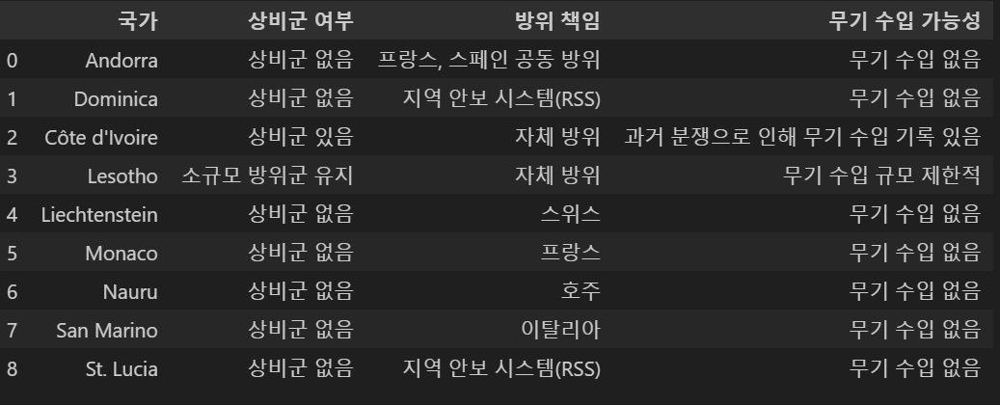 국가 상비군 여부 방위 책임 무기 수입 가능성
0 Andorra 상비군 없음 프랑스, 스페인 공동 방위 무기 수입 없음
1 Dominica 상비군 없음 지역 안보 시스템(RSS) 무기 수입 없음
2 Côte d'Ivoire 상비군 있음 자체 방위 과거 분쟁으로 인해 무기 수입 기록 있음
3 Lesotho 소규모 방위군 유지 자체 방위 무기 수입 규모 제한적
4 Liechtenstein 상비군 없음 스위스 무기 수입 없음
5 Monaco 상비군 없음 프랑스 무기 수입 없음
6 Nauru 상비군 없음 호주 무기 수입 없음
7 San Marino 상비군 없음 이탈리아 무기 수입 없음
8 St. Lucia 상비군 없음 지역 안보 시스템(RSS) 무기 수입 없음